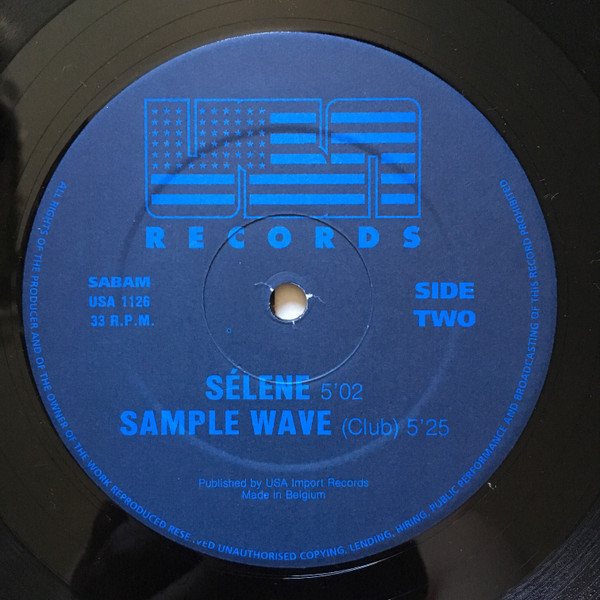 USA
RECORDS
SABAM
USA 1126
33 R.P.M.
SIDE
TWO
SÉLENE 5'02
SAMPLE WAVE (Club) 5'25
Published by USA Import Records
Made in Belgium
ALL RIGHTS OF THE PRODUCER AND OF THE OWNER OF THE WORK REPRODUCED UNAUTHORISED COPYING, LENDING, HIRING, PUBLIC PERFORMANCE AND BROADCASTING OF THIS RECORD PROHIBITED